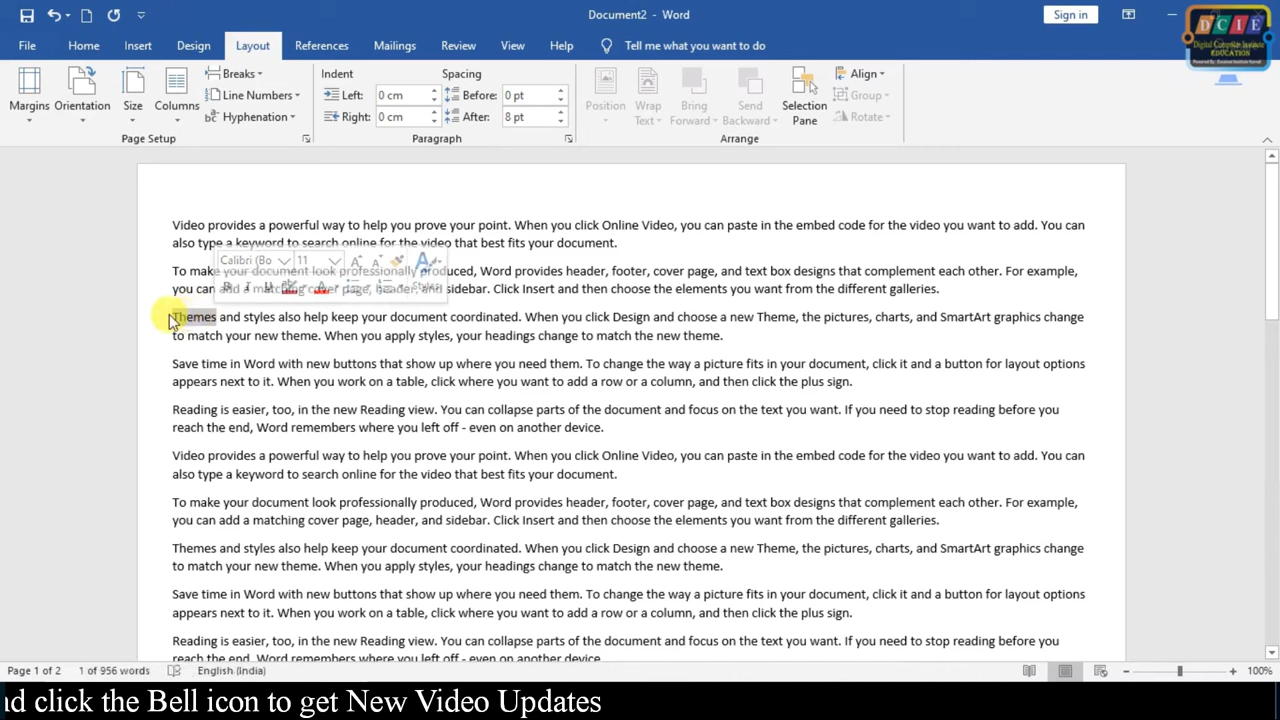 Document2 - Word
Sign in
DCIE
Digital Computer Institute
EDUCATION
File Home Insert Design Layout References Mailings Review View Help Tell me what you want to do
Margins Orientation Size Columns
Breaks
Line Numbers
Hyphenation
Page Setup
Indent
Left: 0 cm
Right: 0 cm
Spacing
Before: 0 pt
After: 8 pt
Paragraph
Position
Wrap Text
Bring Forward
Send Backward
Selection Pane
Align
Group
Rotate
Arrange
Video provides a powerful way to help you prove your point. When you click Online Video, you can paste in the embed code for the video you want to add. You can
also type a keyword to search online for the video that best fits your document.
Calibri (Bo 11
To make your document look professionally produced, Word provides header, footer, cover page, and text box designs that complement each other. For example,
you can add a matching cover page, header, and sidebar. Click Insert and then choose the elements you want from the different galleries.
Styles
Themes and styles also help keep your document coordinated. When you click Design and choose a new Theme, the pictures, charts, and SmartArt graphics change
to match your new theme. When you apply styles, your headings change to match the new theme.
Save time in Word with new buttons that show up where you need them. To change the way a picture fits in your document, click it and a button for layout options
appears next to it. When you work on a table, click where you want to add a row or a column, and then click the plus sign.
Reading is easier, too, in the new Reading view. You can collapse parts of the document and focus on the text you want. If you need to stop reading before you
reach the end, Word remembers where you left off - even on another device.
Video provides a powerful way to help you prove your point. When you click Online Video, you can paste in the embed code for the video you want to add. You can
also type a keyword to search online for the video that best fits your document.
To make your document look professionally produced, Word provides header, footer, cover page, and text box designs that complement each other. For example,
you can add a matching cover page, header, and sidebar. Click Insert and then choose the elements you want from the different galleries.
Themes and styles also help keep your document coordinated. When you click Design and choose a new Theme, the pictures, charts, and SmartArt graphics change
to match your new theme. When you apply styles, your headings change to match the new theme.
Save time in Word with new buttons that show up where you need them. To change the way a picture fits in your document, click it and a button for layout options
appears next to it. When you work on a table, click where you want to add a row or a column, and then click the plus sign.
Reading is easier, too, in the new Reading view. You can collapse parts of the document and focus on the text you want. If you need to stop reading before you
reach the end, Word remembers where you left off - even on another device.
Page 1 of 2 1 of 956 words English (India) 100%
d click the Bell icon to get New Video Updates